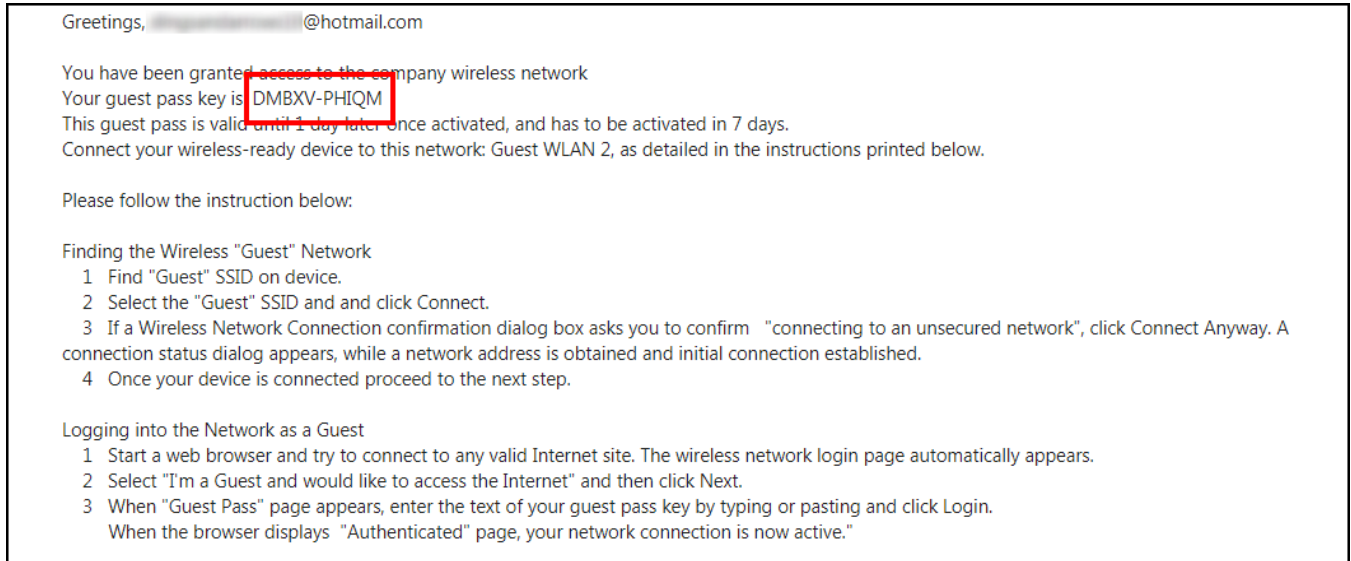 Greetings, @hotmail.com
You have been granted access to the company wireless network
Your guest pass key is DMBXV-PHIQM
This guest pass is valid until 1 day later once activated, and has to be activated in 7 days.
Connect your wireless-ready device to this network: Guest WLAN 2, as detailed in the instructions printed below.
Please follow the instruction below:
Finding the Wireless "Guest" Network
1 Find "Guest" SSID on device.
2 Select the "Guest" SSID and and click Connect.
3 If a Wireless Network Connection confirmation dialog box asks you to confirm "connecting to an unsecured network", click Connect Anyway. A
connection status dialog appears, while a network address is obtained and initial connection established.
4 Once your device is connected proceed to the next step.
Logging into the Network as a Guest
1 Start a web browser and try to connect to any valid Internet site. The wireless network login page automatically appears.
2 Select "I'm a Guest and would like to access the Internet" and then click Next.
3 When "Guest Pass" page appears, enter the text of your guest pass key by typing or pasting and click Login.
When the browser displays "Authenticated" page, your network connection is now active."